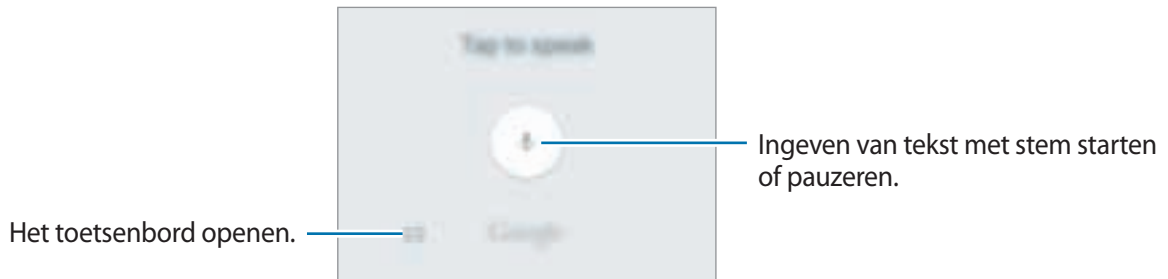 Tap to speak
Ingeven van tekst met stem starten
of pauzeren.
Het toetsenbord openen.
Google